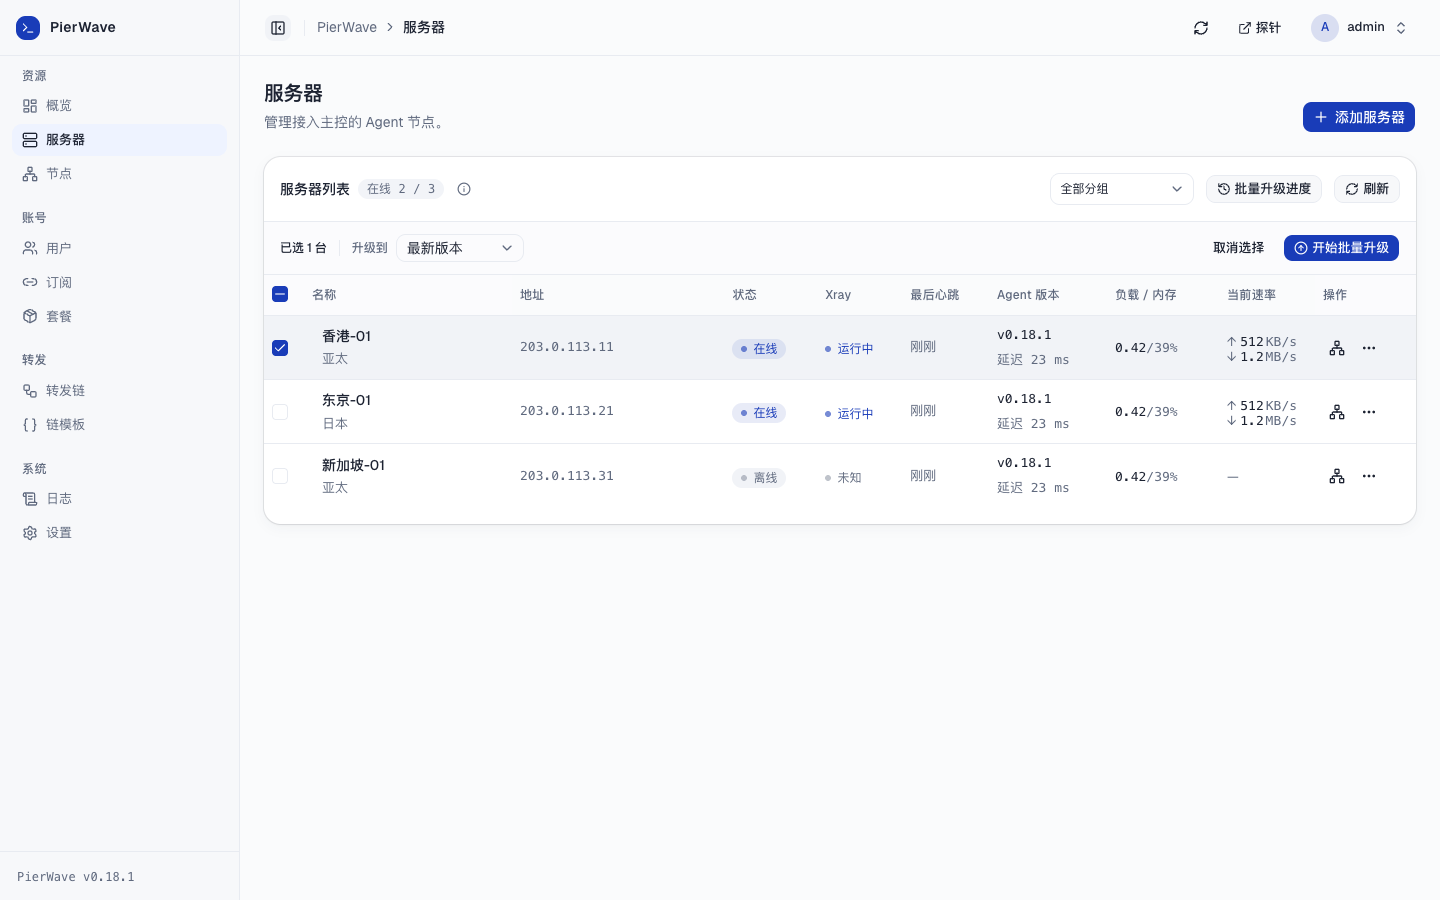 PierWave
资源
概览
服务器
节点
账号
用户
订阅
套餐
转发
转发链
链模板
系统
日志
设置
PierWave v0.18.1
PierWave > 服务器
探针
A admin
服务器
管理接入主控的 Agent 节点。
添加服务器
服务器列表 在线 2 / 3
全部分组 批量升级进度 刷新
已选 1 台 升级到 最新版本 取消选择 开始批量升级
名称 地址 状态 Xray 最后心跳 Agent 版本 负载 / 内存 当前速率 操作
香港-01
亚太
203.0.113.11
在线
运行中
刚刚
v0.18.1
延迟 23 ms
0.42/39%
↑ 512 KB/s
↓ 1.2 MB/s
东京-01
日本
203.0.113.21
在线
运行中
刚刚
v0.18.1
延迟 23 ms
0.42/39%
↑ 512 KB/s
↓ 1.2 MB/s
新加坡-01
亚太
203.0.113.31
离线
未知
刚刚
v0.18.1
延迟 23 ms
0.42/39%
—